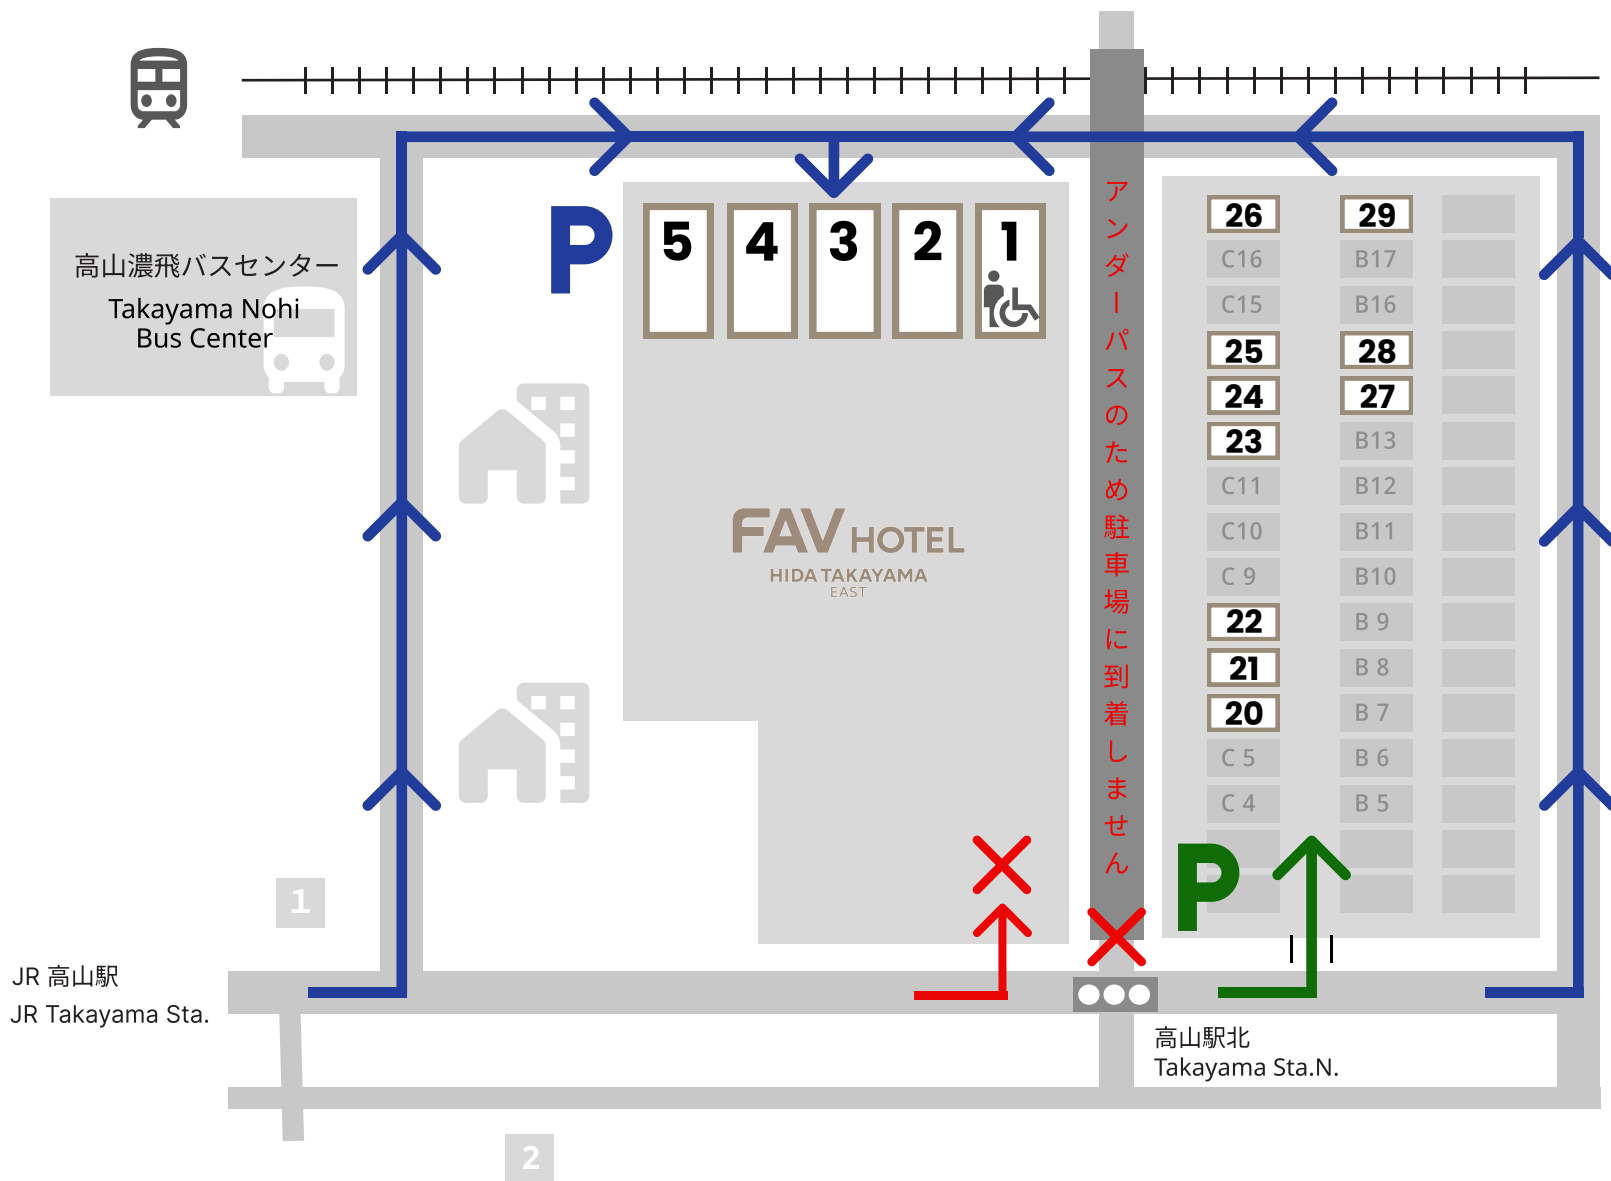 高山濃飛バスセンター
Takayama Nohi
Bus Center
P
5 4 3 2 1
FAV HOTEL
HIDA TAKAYAMA
EAST
アンダーパスのため駐車場に到着しません
26 29
C16 B17
C15 B16
25 28
24 27
23 B13
C11 B12
C10 B11
C 9 B10
22 B 9
21 B 8
20 B 7
C 5 B 6
C 4 B 5
P
1
JR 高山駅
JR Takayama Sta.
高山駅北
Takayama Sta.N.
2